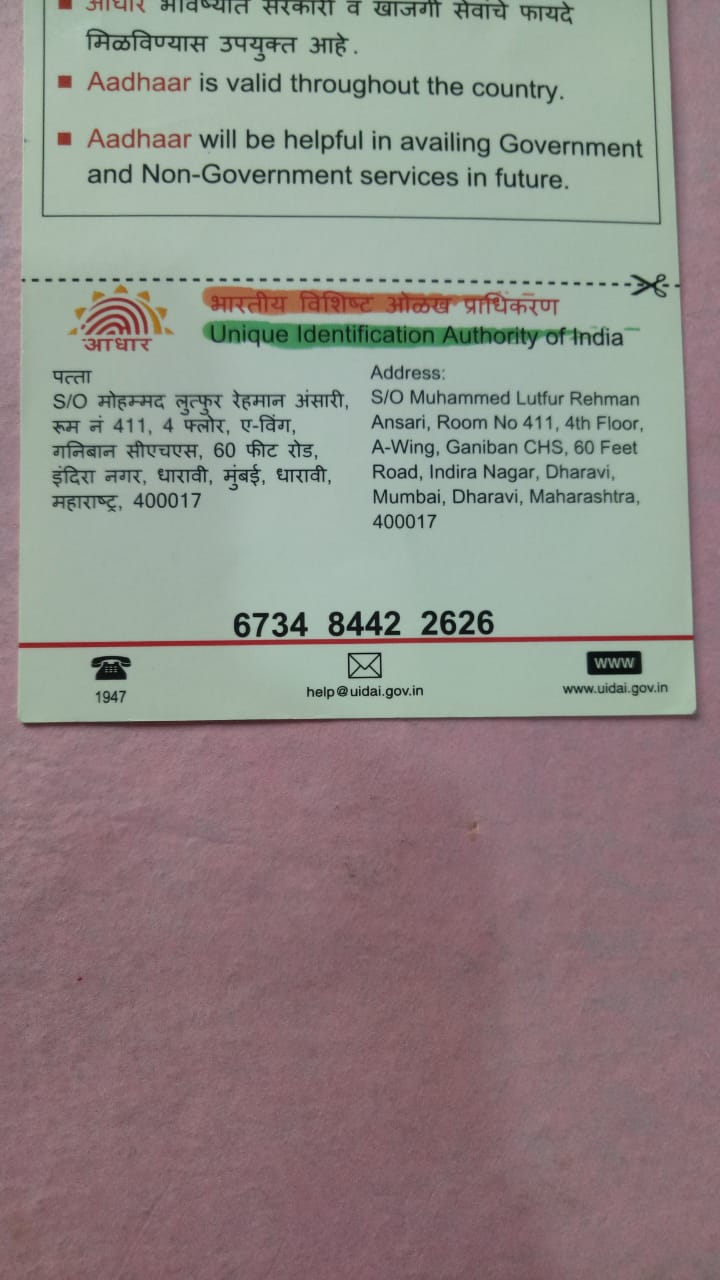 ■ आधार भविष्यात सरकारी व खाजगी सेवांचे फायदे
मिळविण्यास उपयुक्त आहे.
■ Aadhaar is valid throughout the country.
■ Aadhaar will be helpful in availing Government
and Non-Government services in future.
भारतीय विशिष्ट ओळख प्राधिकरण
Unique Identification Authority of India
आधार
पत्ता
S/O मोहम्मद लुत्फुर रेहमान अंसारी,
रूम नं 411, 4 फ्लोर, ए-विंग,
गनिबान सीएचएस, 60 फीट रोड,
इंदिरा नगर, धारावी, मुंबई, धारावी,
महाराष्ट्र, 400017
Address:
S/O Muhammed Lutfur Rehman
Ansari, Room No 411, 4th Floor,
A-Wing, Ganiban CHS, 60 Feet
Road, Indira Nagar, Dharavi,
Mumbai, Dharavi, Maharashtra,
400017
6734 8442 2626
1947
help@uidai.gov.in
www
www.uidai.gov.in